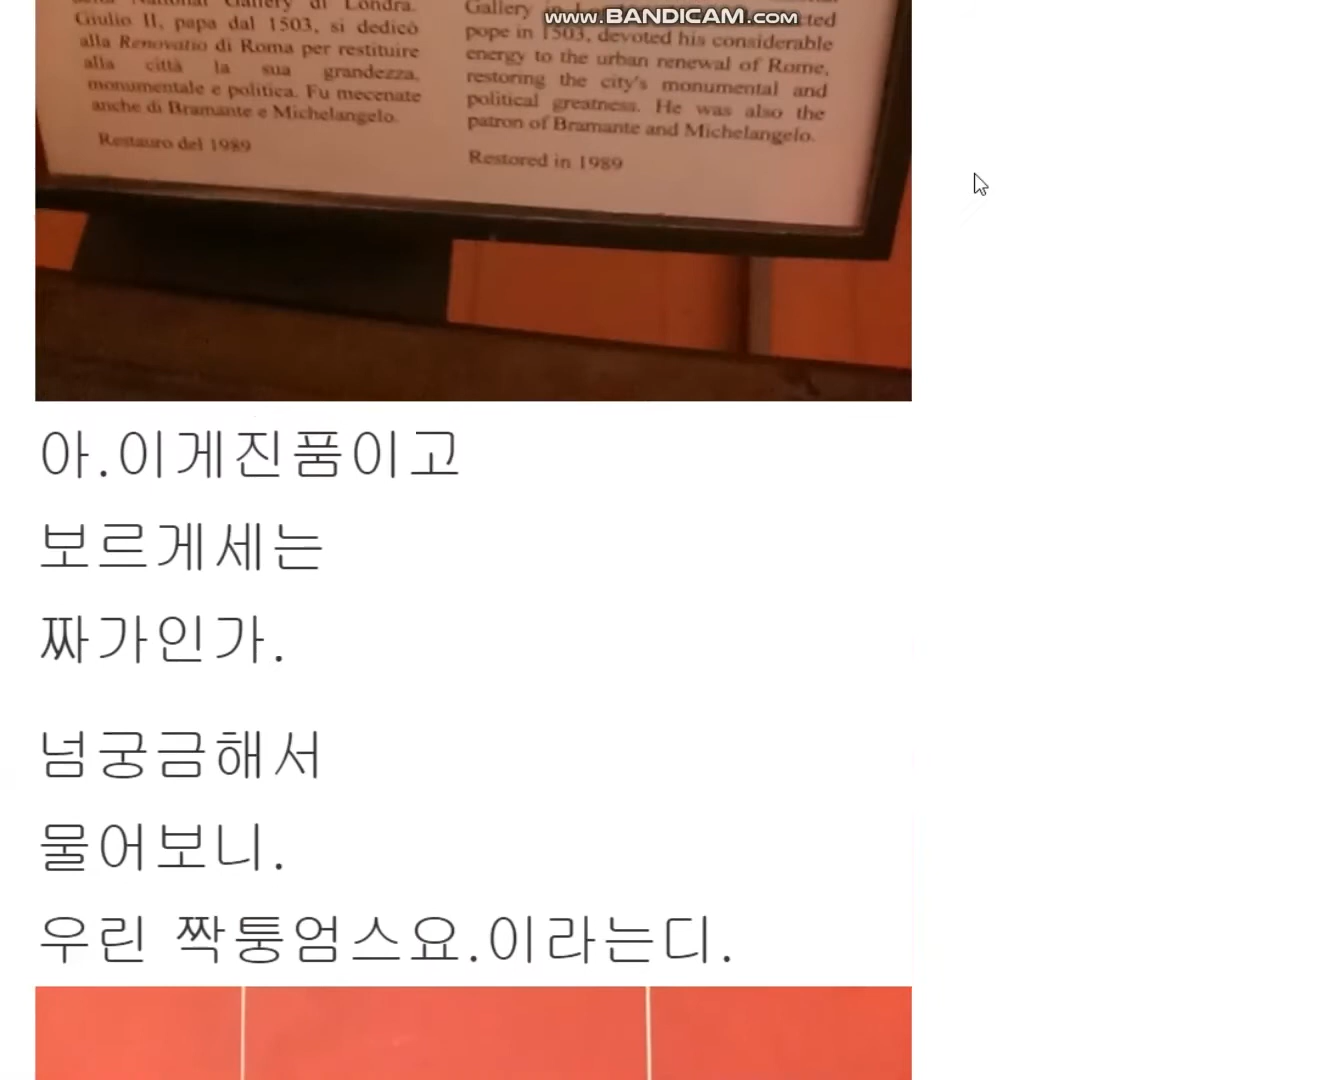 Gallery di Londra.
Giulio II, papa dal 1503, si dedicò
alla Renovatio di Roma per restituire
alla città la sua grandezza,
monumentale e politica. Fu mecenate
anche di Bramante e Michelangelo.
Restauro del 1989
Gallery
pope in 1503, devoted his considerable
energy to the urban renewal of Rome,
restoring the city's monumental and
political greatness. He was also the
patron of Bramante and Michelangelo.
Restored in 1989
www.BANDICAM.com
아.이게진품이고
보르게세는
짜가인가.
넘궁금해서
물어보니.
우린 짝퉁엄스요.이라는디.